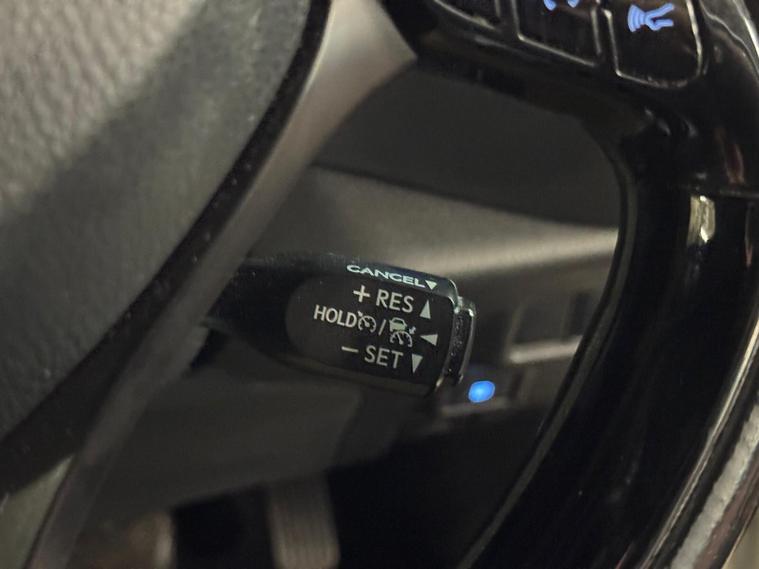 CANCEL▼
+ RES ▲
HOLD / ◀
− SET ▼